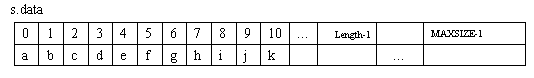 s.data
0 1 2 3 4 5 6 7 8 9 10 ... Length-1 MAXSIZE-1
a b c d e f g h i j k ...